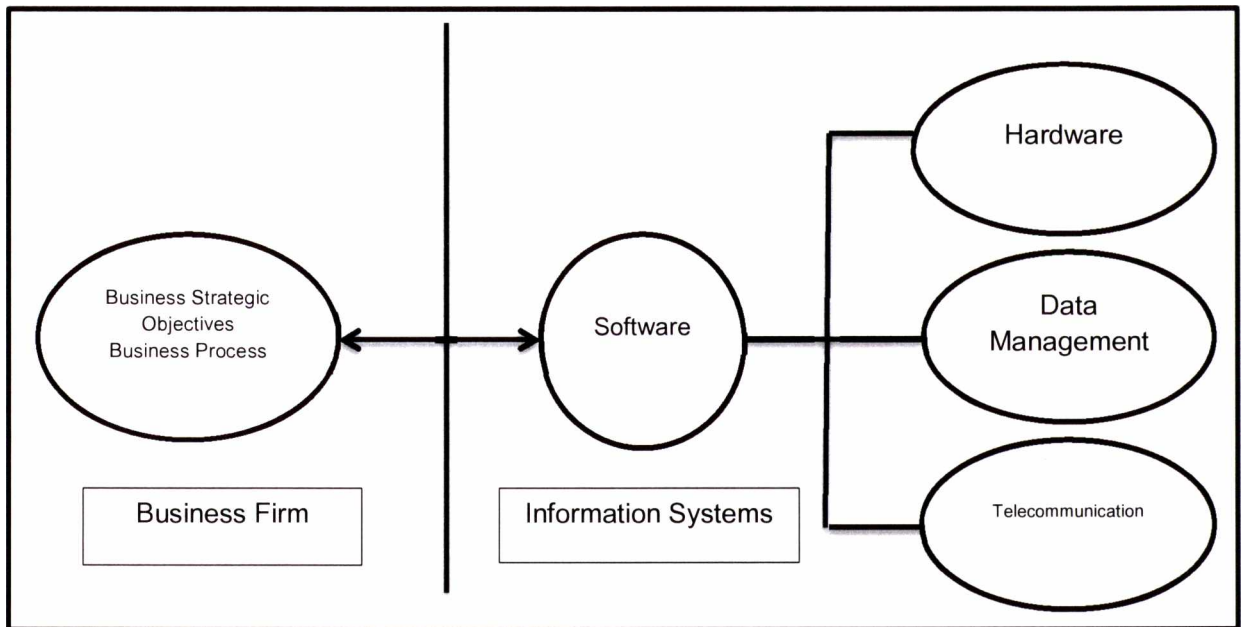 Hardware
Business Strategic
Objectives
Business Process
Software
Data
Management
Business Firm
Information Systems
Telecommunication